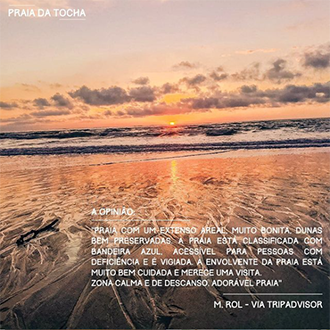 PRAIA DA TOCHA
A OPINIÃO:
"PRAIA COM UM EXTENSO AREAL, MUITO BONITA, DUNAS
BEM PRESERVADAS. A PRAIA ESTÁ CLASSIFICADA COM
BANDEIRA AZUL, ACESSÍVEL PARA PESSOAS COM
DEFICIÊNCIA E É VIGIADA. A ENVOLVENTE DA PRAIA ESTÁ
MUITO BEM CUIDADA E MERECE UMA VISITA.
ZONA CALMA E DE DESCANSO. ADORÁVEL PRAIA"
M. ROL - VIA TRIPADVISOR